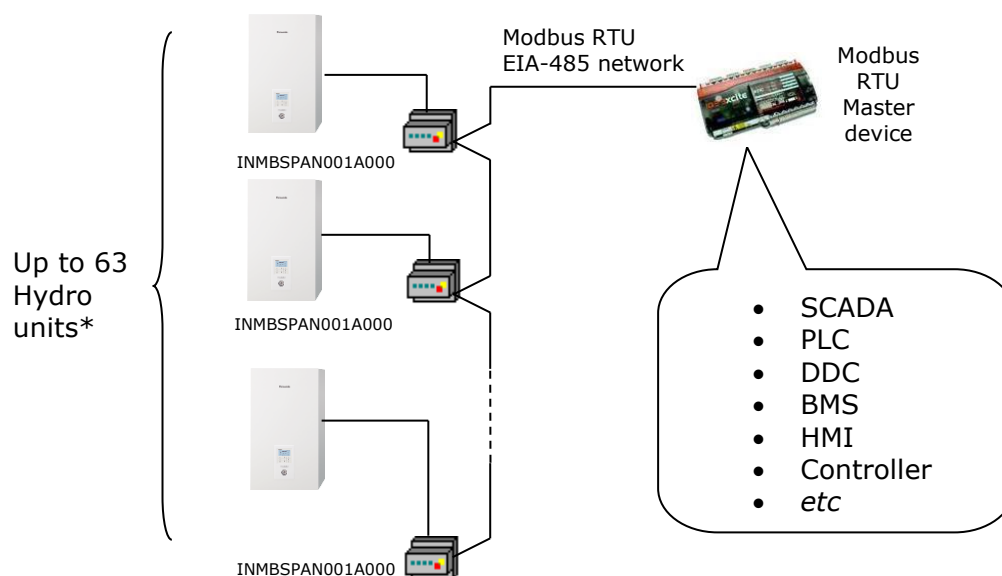 Modbus RTU
EIA-485 network
Modbus
RTU
Master
device
INMBSPAN001A000
Up to 63
Hydro
units*
INMBSPAN001A000
INMBSPAN001A000
• SCADA
• PLC
• DDC
• BMS
• HMI
• Controller
• etc